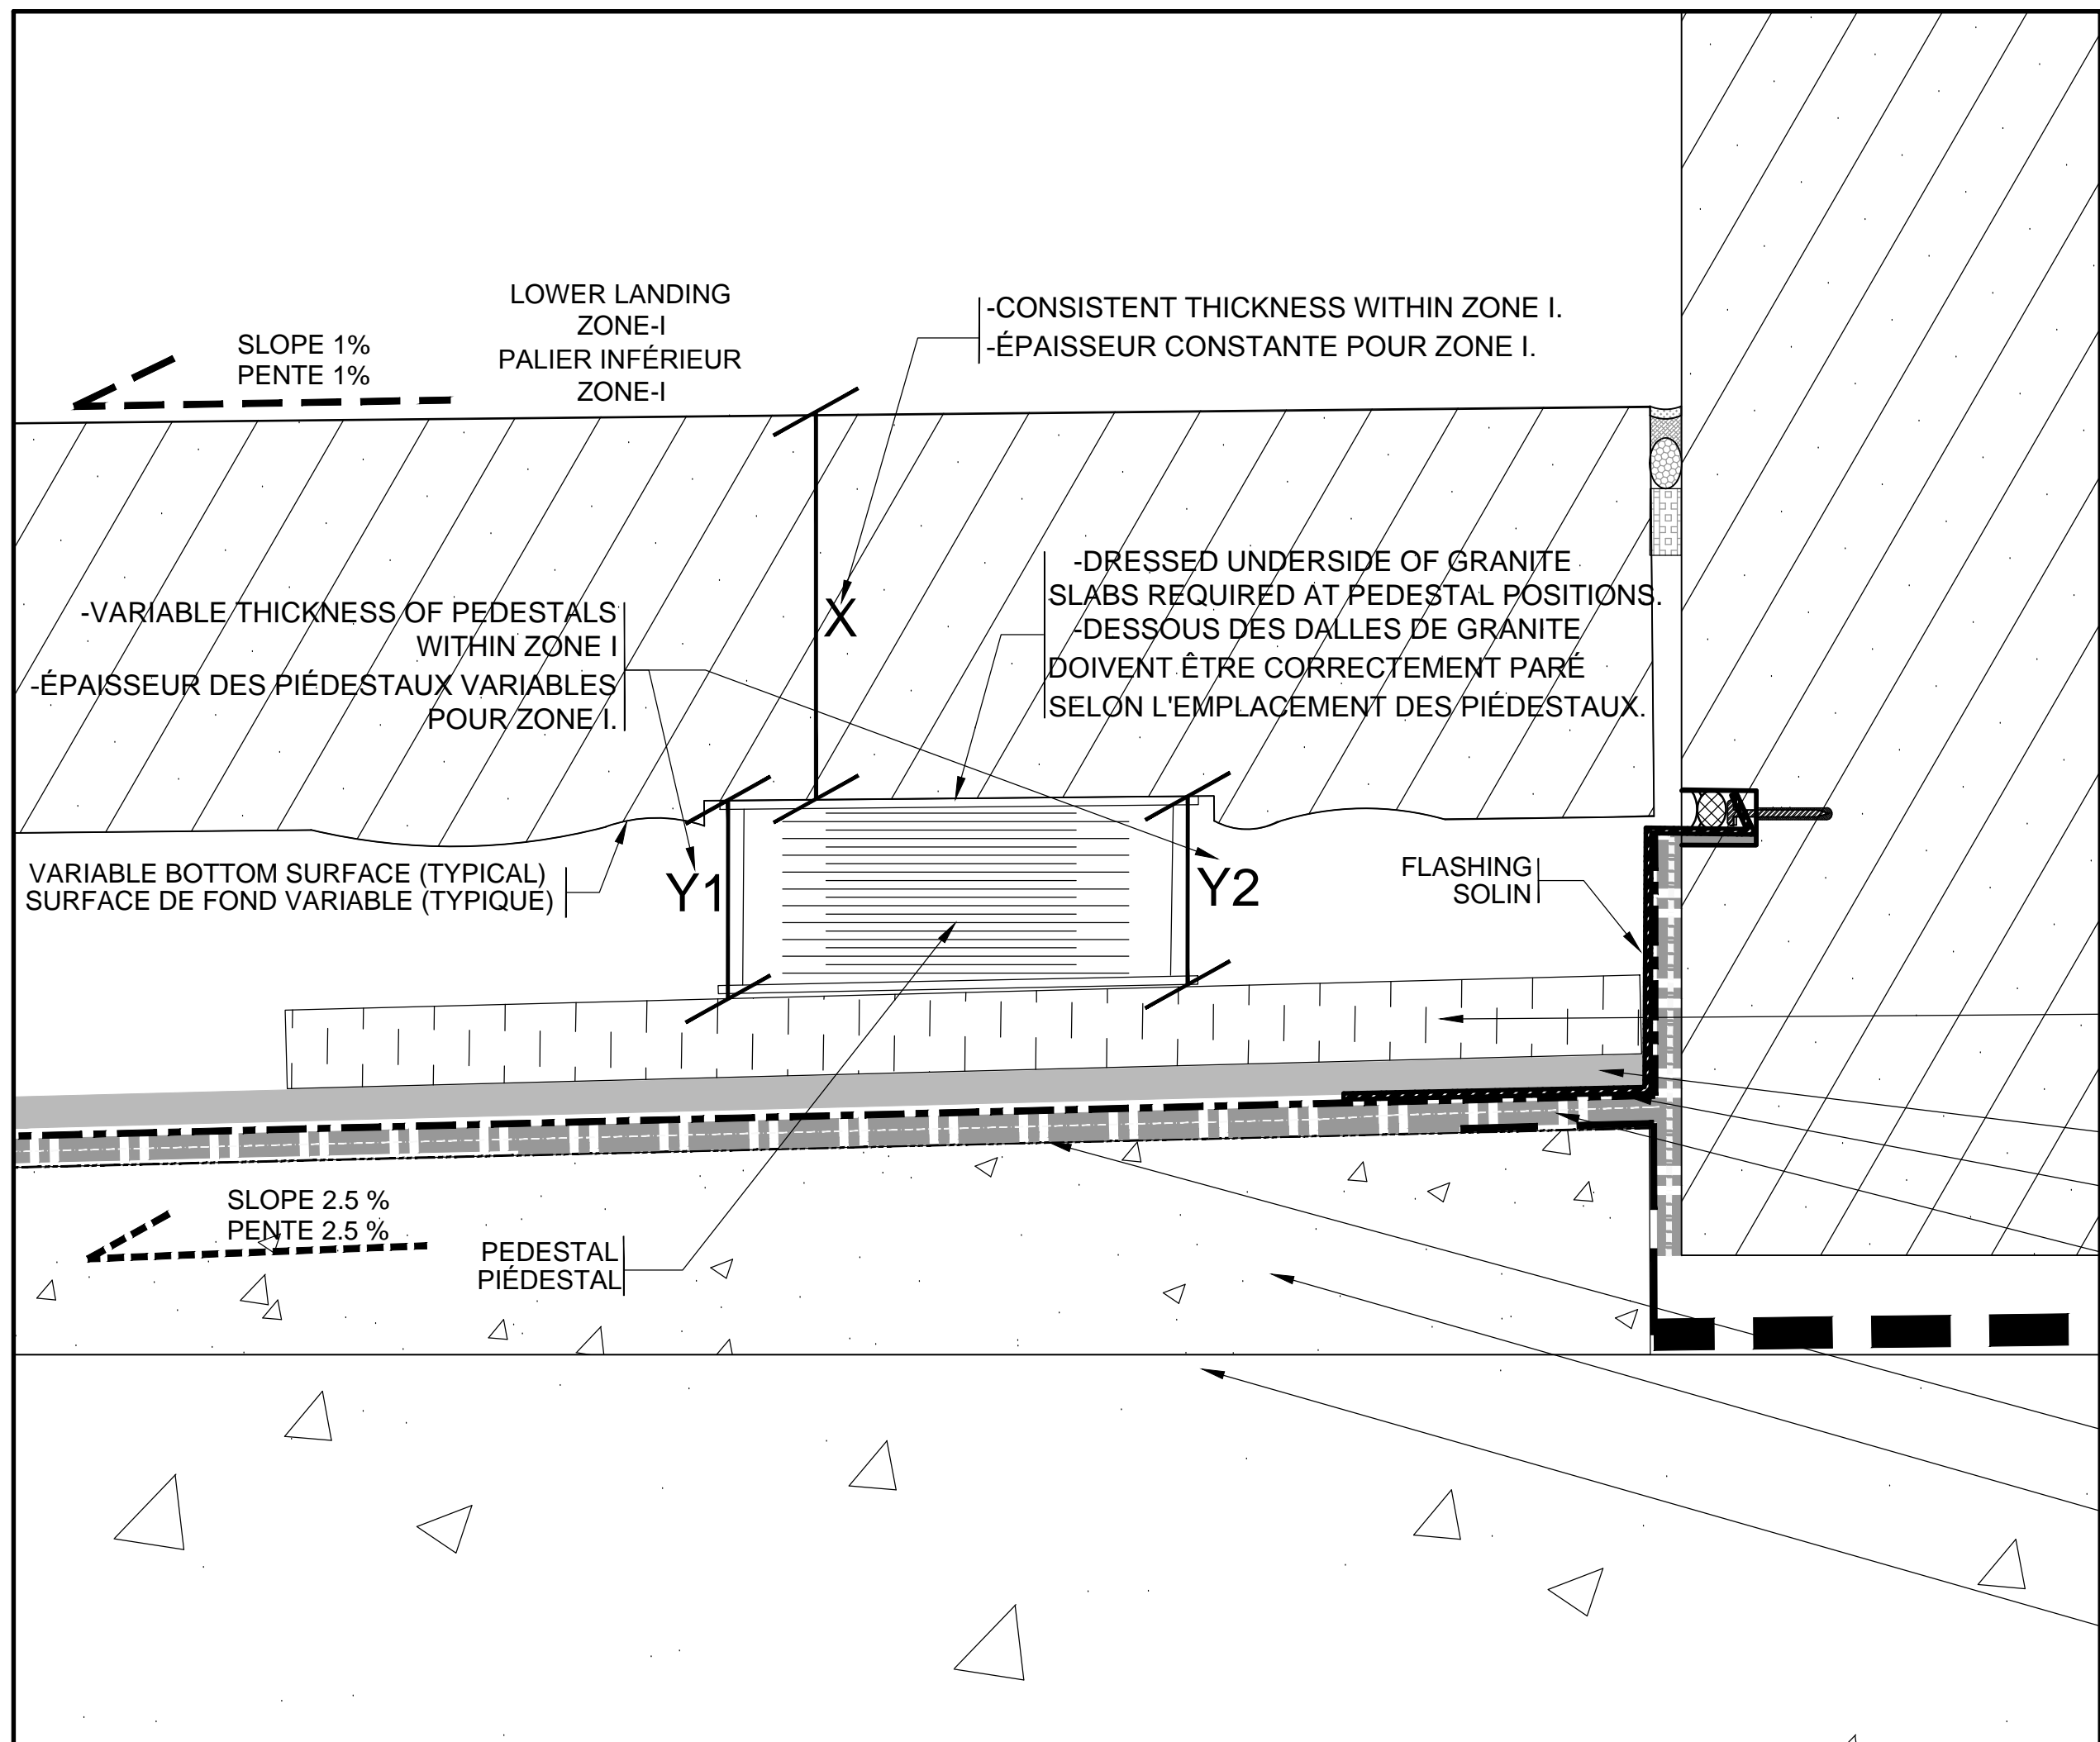 LOWER LANDING
ZONE-I
PALIER INFÉRIEUR
ZONE-I
SLOPE 1%
PENTE 1%
-CONSISTENT THICKNESS WITHIN ZONE I.
-ÉPAISSEUR CONSTANTE POUR ZONE I.
-DRESSED UNDERSIDE OF GRANITE
SLABS REQUIRED AT PEDESTAL POSITIONS.
-DESSOUS DES DALLES DE GRANITE
DOIVENT ÊTRE CORRECTEMENT PARÉ
SELON L'EMPLACEMENT DES PIÉDESTAUX.
-VARIABLE THICKNESS OF PEDESTALS
WITHIN ZONE I
-ÉPAISSEUR DES PIÉDESTAUX VARIABLES
POUR ZONE I.
X
VARIABLE BOTTOM SURFACE (TYPICAL)
SURFACE DE FOND VARIABLE (TYPIQUE)
Y1
Y2
FLASHING
SOLIN
SLOPE 2.5 %
PENTE 2.5 %
PEDESTAL
PIÉDESTAL